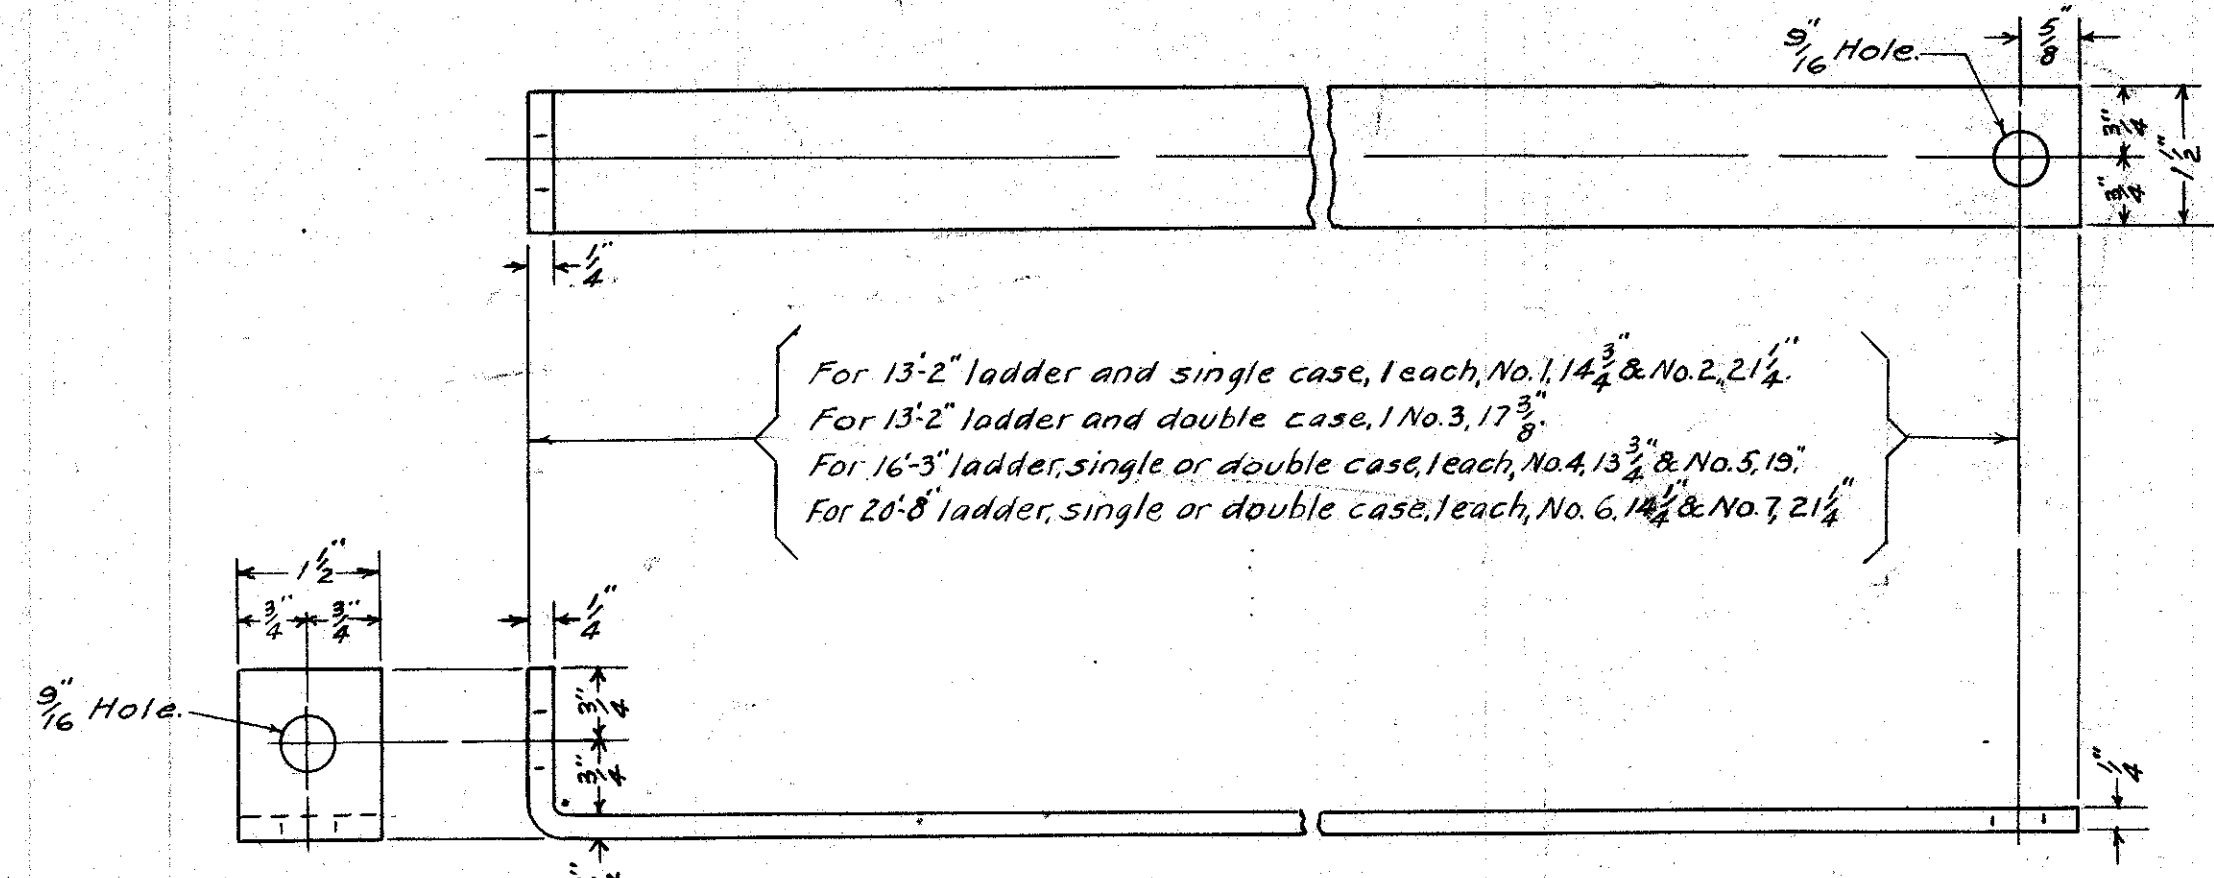 9/16" Hole.
5/8"
3/4"
1 1/2"
3/4"
1/4"
For 13'-2" ladder and single case, 1 each, No.1, 14 3/4" & No.2, 21 1/4".
For 13'-2" ladder and double case, 1 No.3, 17 3/8".
For 16'-3" ladder, single or double case, 1 each, No.4, 13 3/4" & No.5, 19".
For 20'-8" ladder, single or double case, 1 each, No. 6, 14 1/4" & No.7, 21 1/4"
1 1/2"
3/4" 3/4"
1/4"
9/16" Hole.
3/4"
3/4"
1/4"